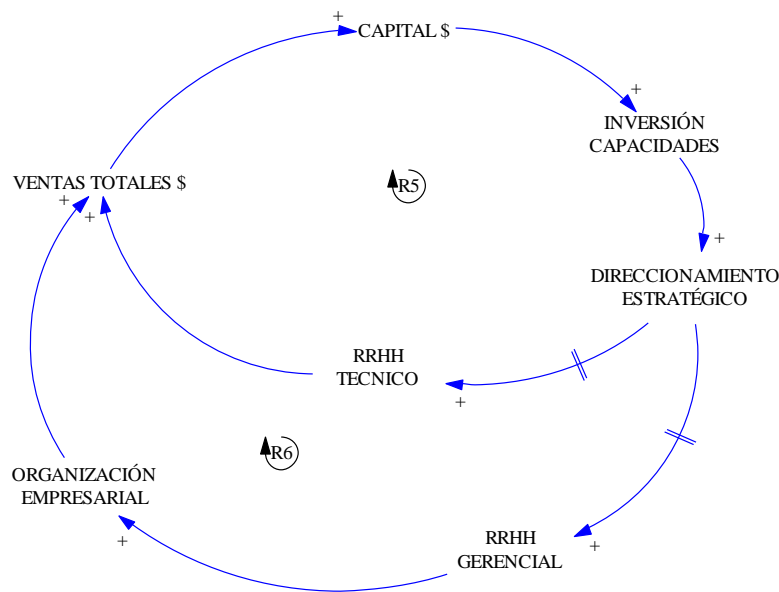 +
CAPITAL $
+
INVERSIÓN
CAPACIDADES
VENTAS TOTALES $
+
+
R5
+
DIRECCIONAMIENTO
ESTRATÉGICO
RRHH
TECNICO
+
R6
ORGANIZACIÓN
EMPRESARIAL
+
RRHH
GERENCIAL
+